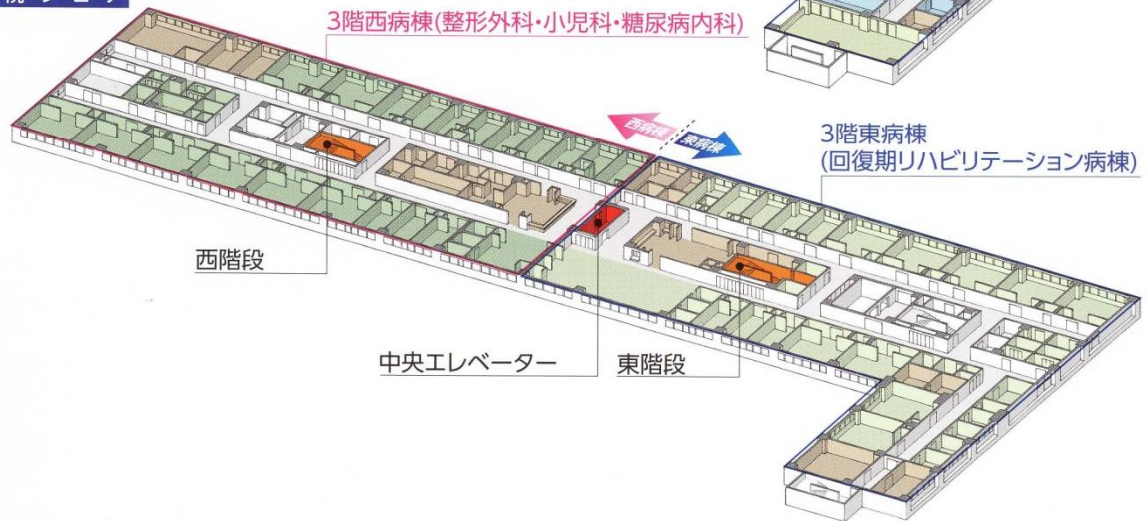 3階西病棟(整形外科・小児科・糖尿病内科)
西病棟
東病棟
3階東病棟
(回復期リハビリテーション病棟)
西階段
中央エレベーター
東階段